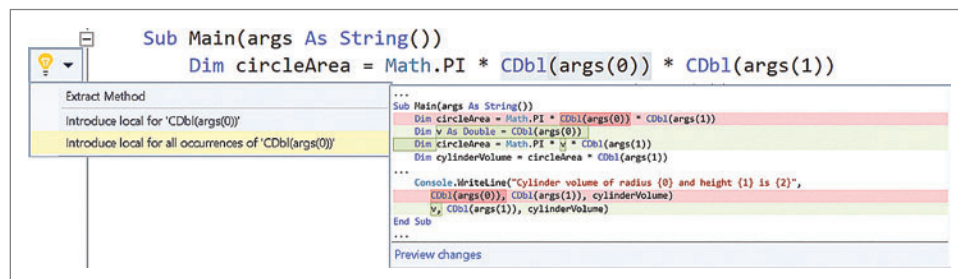 Sub Main(args As String())
Dim circleArea = Math.PI * CDbl(args(0)) * CDbl(args(1))
Extract Method
Introduce local for 'CDbl(args(0))'
Introduce local for all occurrences of 'CDbl(args(0))'
...
Sub Main(args As String())
Dim circleArea = Math.PI * CDbl(args(0)) * CDbl(args(1))
Dim v As Double = CDbl(args(0))
Dim circleArea = Math.PI * v * CDbl(args(1))
Dim cylinderVolume = circleArea * CDbl(args(1))
...
Console.WriteLine("Cylinder volume of radius {0} and height {1} is {2}",
CDbl(args(0)), CDbl(args(1)), cylinderVolume)
v, CDbl(args(1)), cylinderVolume)
End Sub
...
Preview changes